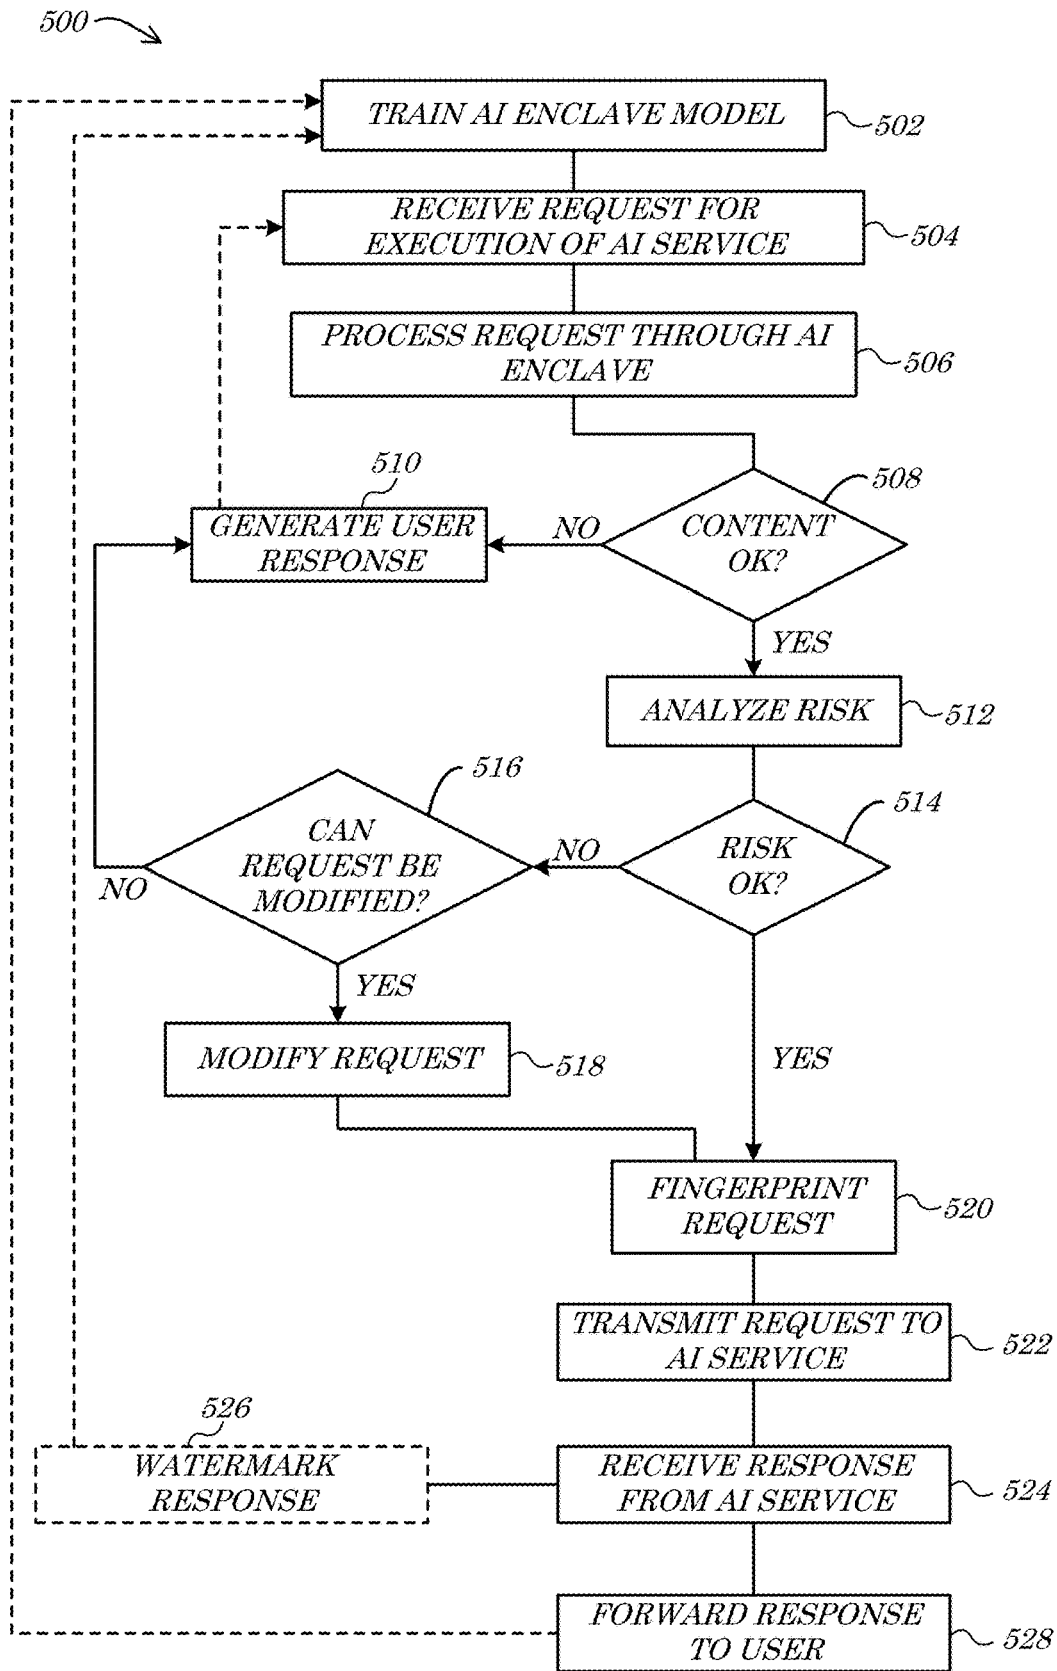 500
TRAIN AI ENCLAVE MODEL
502
RECEIVE REQUEST FOR
EXECUTION OF AI SERVICE
504
PROCESS REQUEST THROUGH AI
ENCLAVE
506
510
GENERATE USER
RESPONSE
NO
508
CONTENT
OK?
YES
ANALYZE RISK
512
516
CAN
REQUEST BE
MODIFIED?
NO
NO
514
RISK
OK?
YES
MODIFY REQUEST
518
YES
FINGERPRINT
REQUEST
520
TRANSMIT REQUEST TO
AI SERVICE
522
526
WATERMARK
RESPONSE
RECEIVE RESPONSE
FROM AI SERVICE
524
FORWARD RESPONSE
TO USER
528